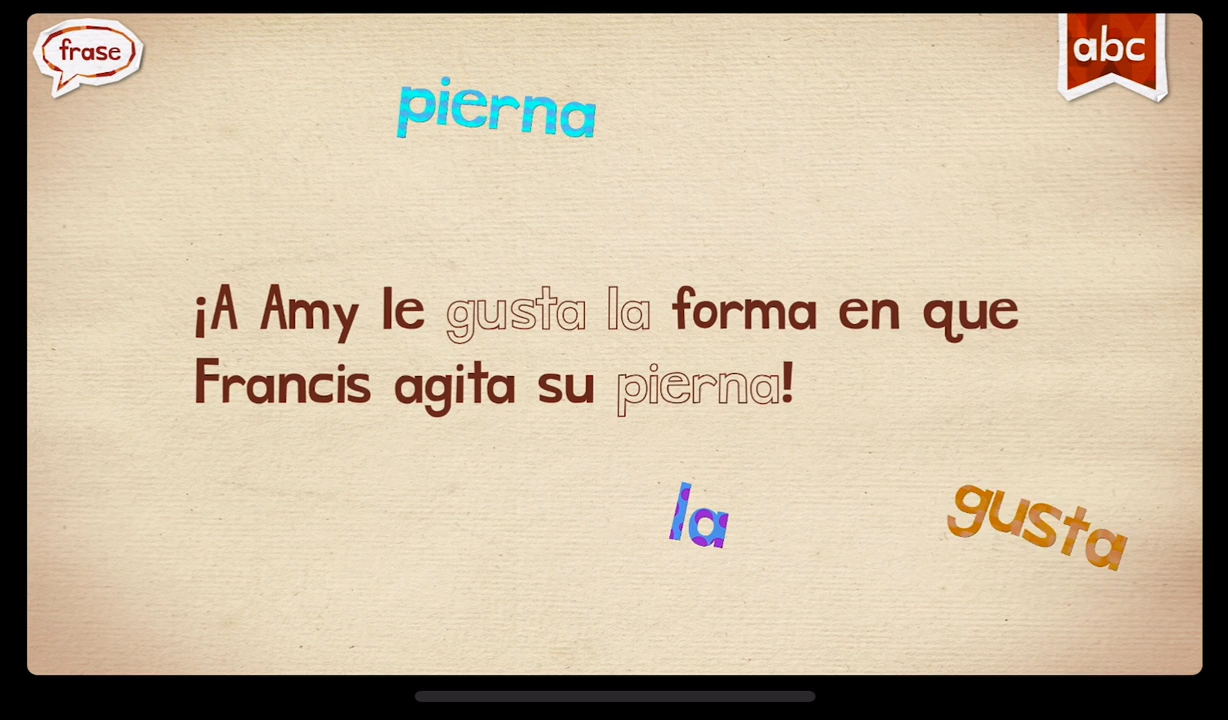 frase
abc
pierna
¡A Amy le gusta la forma en que
Francis agita su pierna!
la
gusta